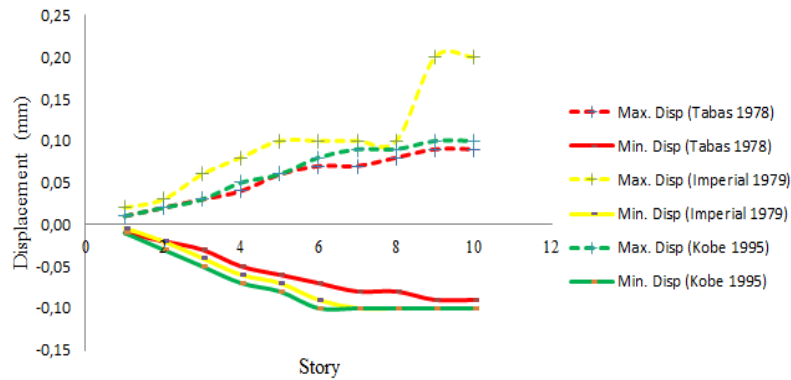 0,25
0,20
0,15
0,10
0,05
0,00
-0,05
-0,10
-0,15
Displacement (mm)
0 2 4 6 8 10 12
Story
Max. Disp (Tabas 1978)
Min. Disp (Tabas 1978)
Max. Disp (Imperial 1979)
Min. Disp (Imperial 1979)
Max. Disp (Kobe 1995)
Min. Disp (Kobe 1995)